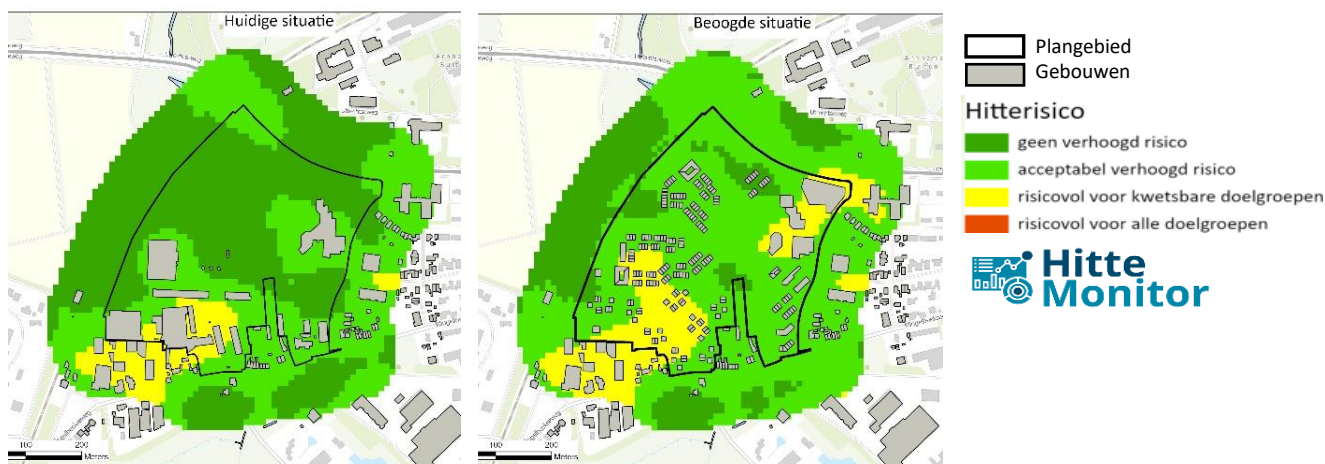 Huidige situatie
100 200
Meters
Beoogde situatie
100 200
Meters
Plangebied
Gebouwen
Hitterisico
geen verhoogd risico
acceptabel verhoogd risico
risicovol voor kwetsbare doelgroepen
risicovol voor alle doelgroepen
Hitte
Monitor